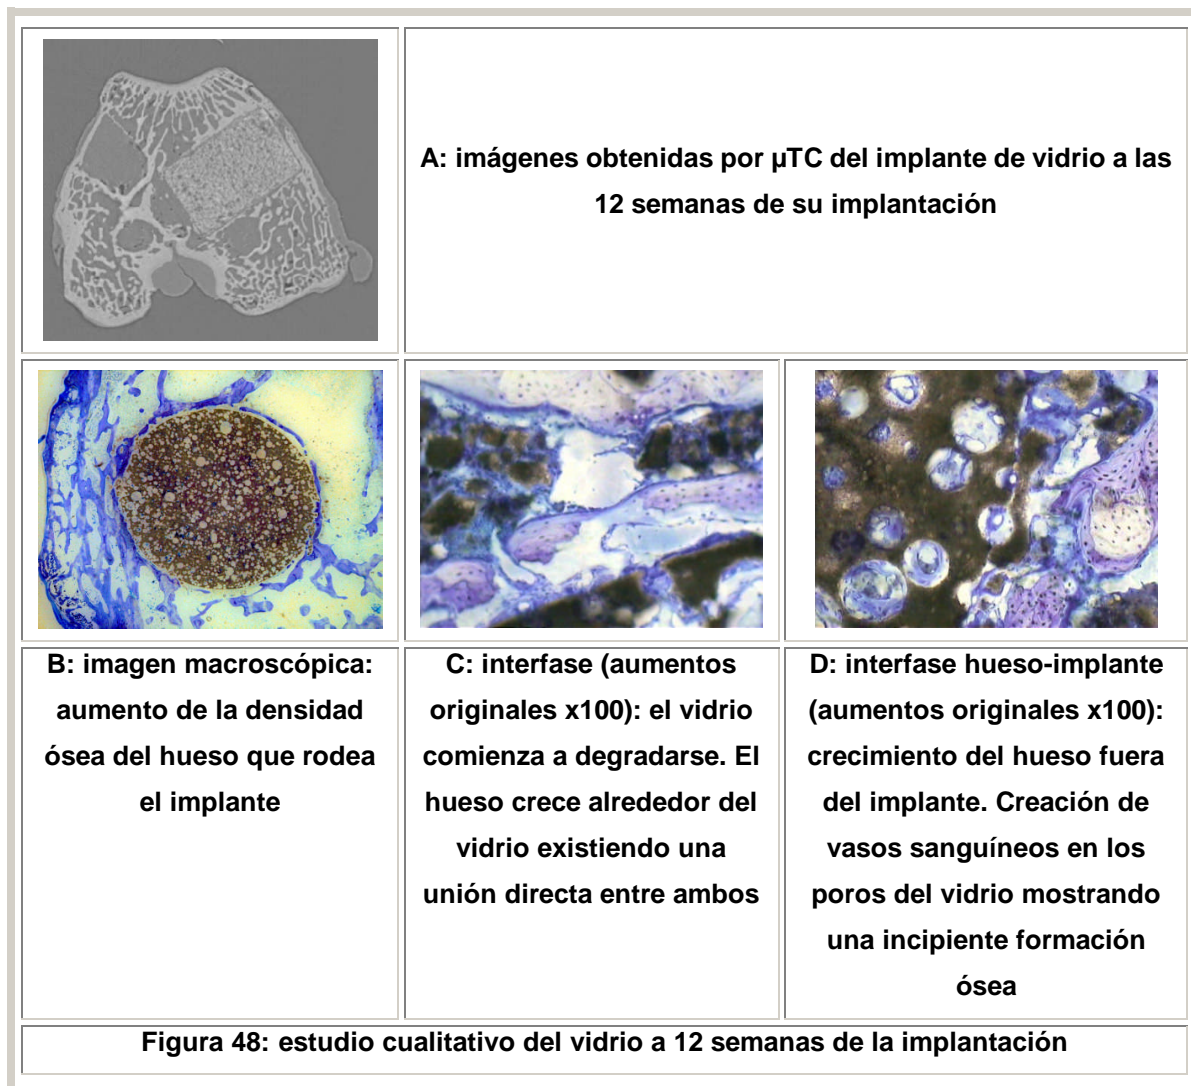 A: imágenes obtenidas por µTC del implante de vidrio a las
12 semanas de su implantación
B: imagen macroscópica:
aumento de la densidad
ósea del hueso que rodea
el implante
C: interfase (aumentos
originales x100): el vidrio
comienza a degradarse. El
hueso crece alrededor del
vidrio existiendo una
unión directa entre ambos
D: interfase hueso-implante
(aumentos originales x100):
crecimiento del hueso fuera
del implante. Creación de
vasos sanguíneos en los
poros del vidrio mostrando
una incipiente formación
ósea
Figura 48: estudio cualitativo del vidrio a 12 semanas de la implantación